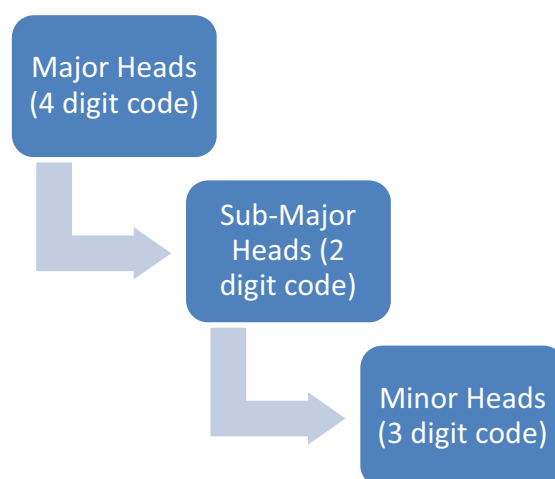 Major Heads
(4 digit code)
Sub-Major
Heads (2
digit code)
Minor Heads
(3 digit code)